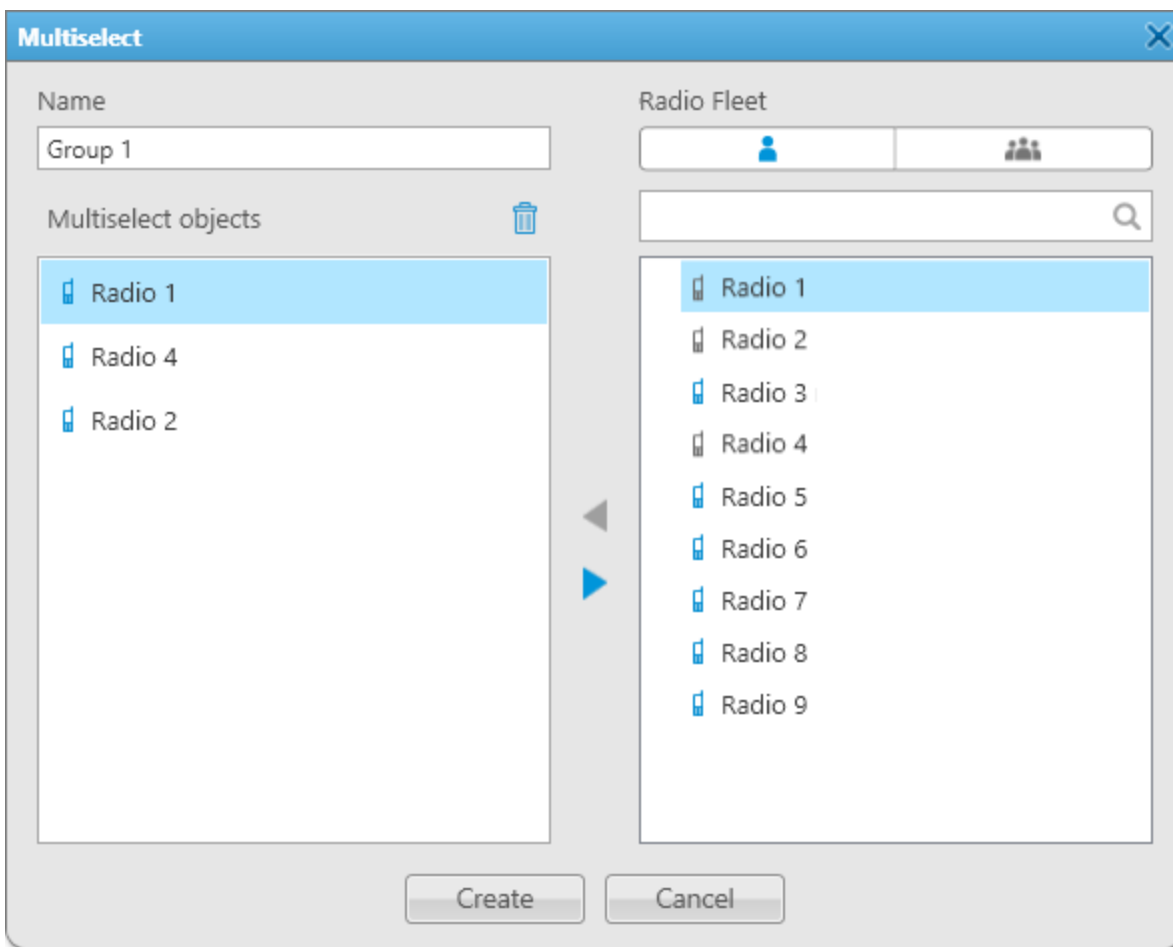 Multiselect
Name
Group 1
Multiselect objects
Radio 1
Radio 4
Radio 2
Radio Fleet
Radio 1
Radio 2
Radio 3
Radio 4
Radio 5
Radio 6
Radio 7
Radio 8
Radio 9
Create
Cancel